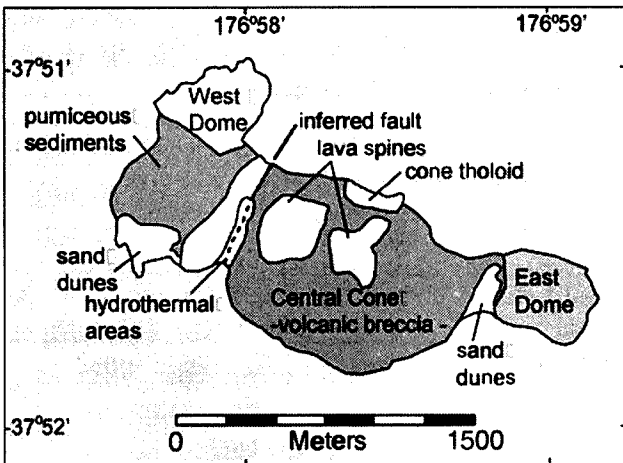 176°58'
176°59'
-37°51'
West
Dome
pumiceous
sediments
inferred fault
lava spines
cone tholoid
sand
dunes
hydrothermal
areas
Central Cone
-volcanic breccia-
East
Dome
sand
dunes
-37°52'
0 Meters 1500